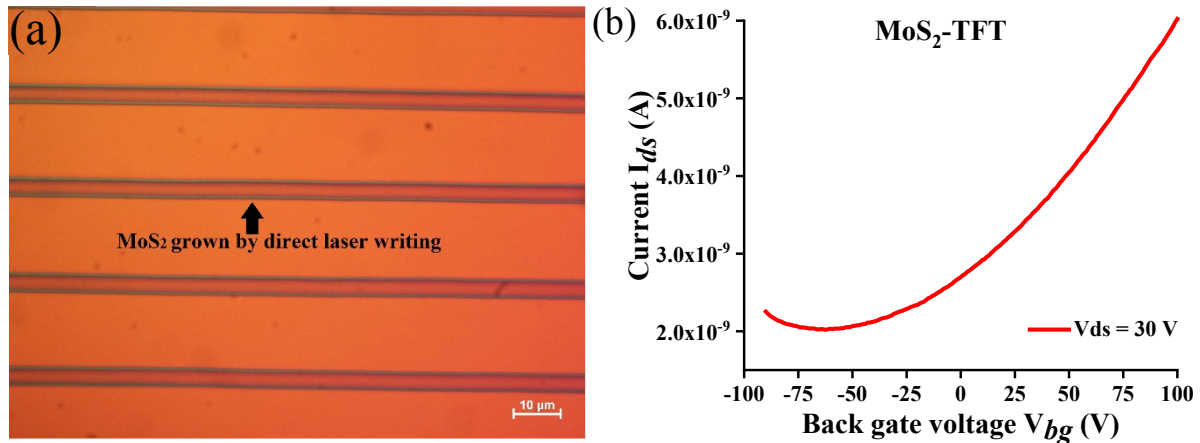 (a)
MoS2 grown by direct laser writing
10 µm
(b)
MoS2-TFT
Current Ids (A)
6.0x10-9
5.0x10-9
4.0x10-9
3.0x10-9
2.0x10-9
Vds = 30 V
-100 -75 -50 -25 0 25 50 75 100
Back gate voltage Vbg (V)